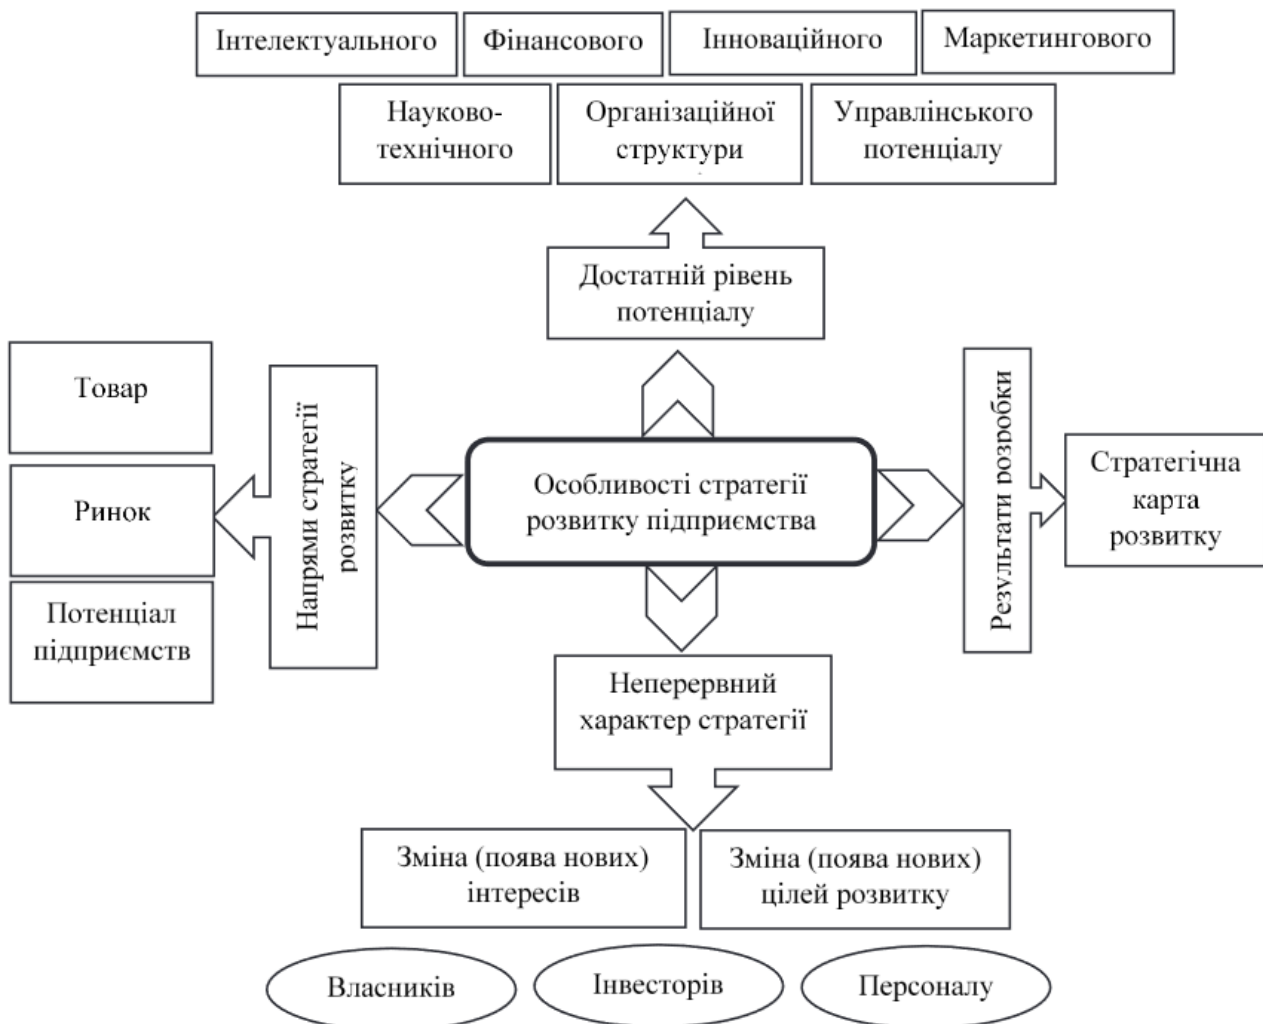 Інтелектуального
Фінансового
Інноваційного
Маркетингового
Науково-
технічного
Організаційної
структури
Управлінського
потенціалу
Достатній рівень
потенціалу
Товар
Ринок
Потенціал
підприємств
Напрями стратегії
розвитку
Особливості стратегії
розвитку підприємства
Результати розробки
Стратегічна
карта
розвитку
Неперервний
характер стратегії
Зміна (поява нових)
інтересів
Зміна (поява нових)
цілей розвитку
Власників
Інвесторів
Персоналу